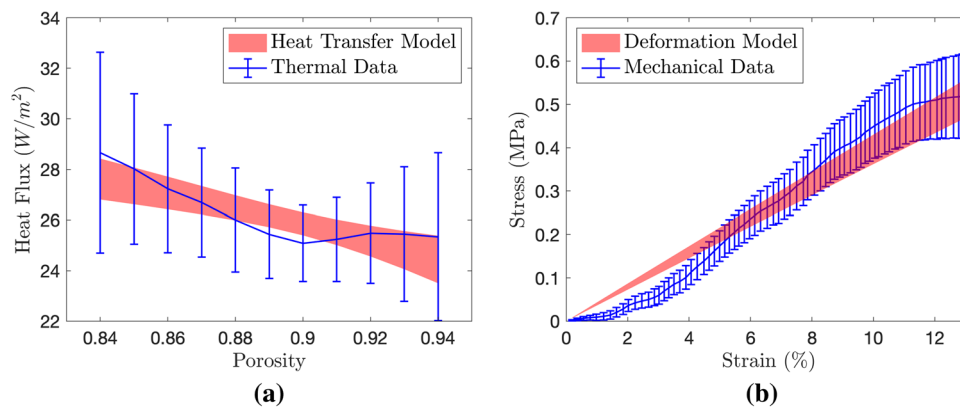 34
32
30
28
26
24
22
Heat Flux (W/m²)
Heat Transfer Model
Thermal Data
0.84 0.86 0.88 0.9 0.92 0.94
Porosity
(a)
0.7
0.6
0.5
0.4
0.3
0.2
0.1
0
Stress (MPa)
Deformation Model
Mechanical Data
0 2 4 6 8 10 12
Strain (%)
(b)